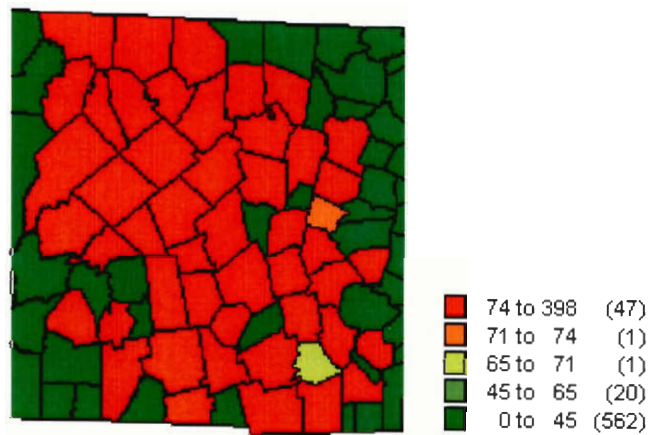 74 to 398 (47)
71 to 74 (1)
65 to 71 (1)
45 to 65 (20)
0 to 45 (562)